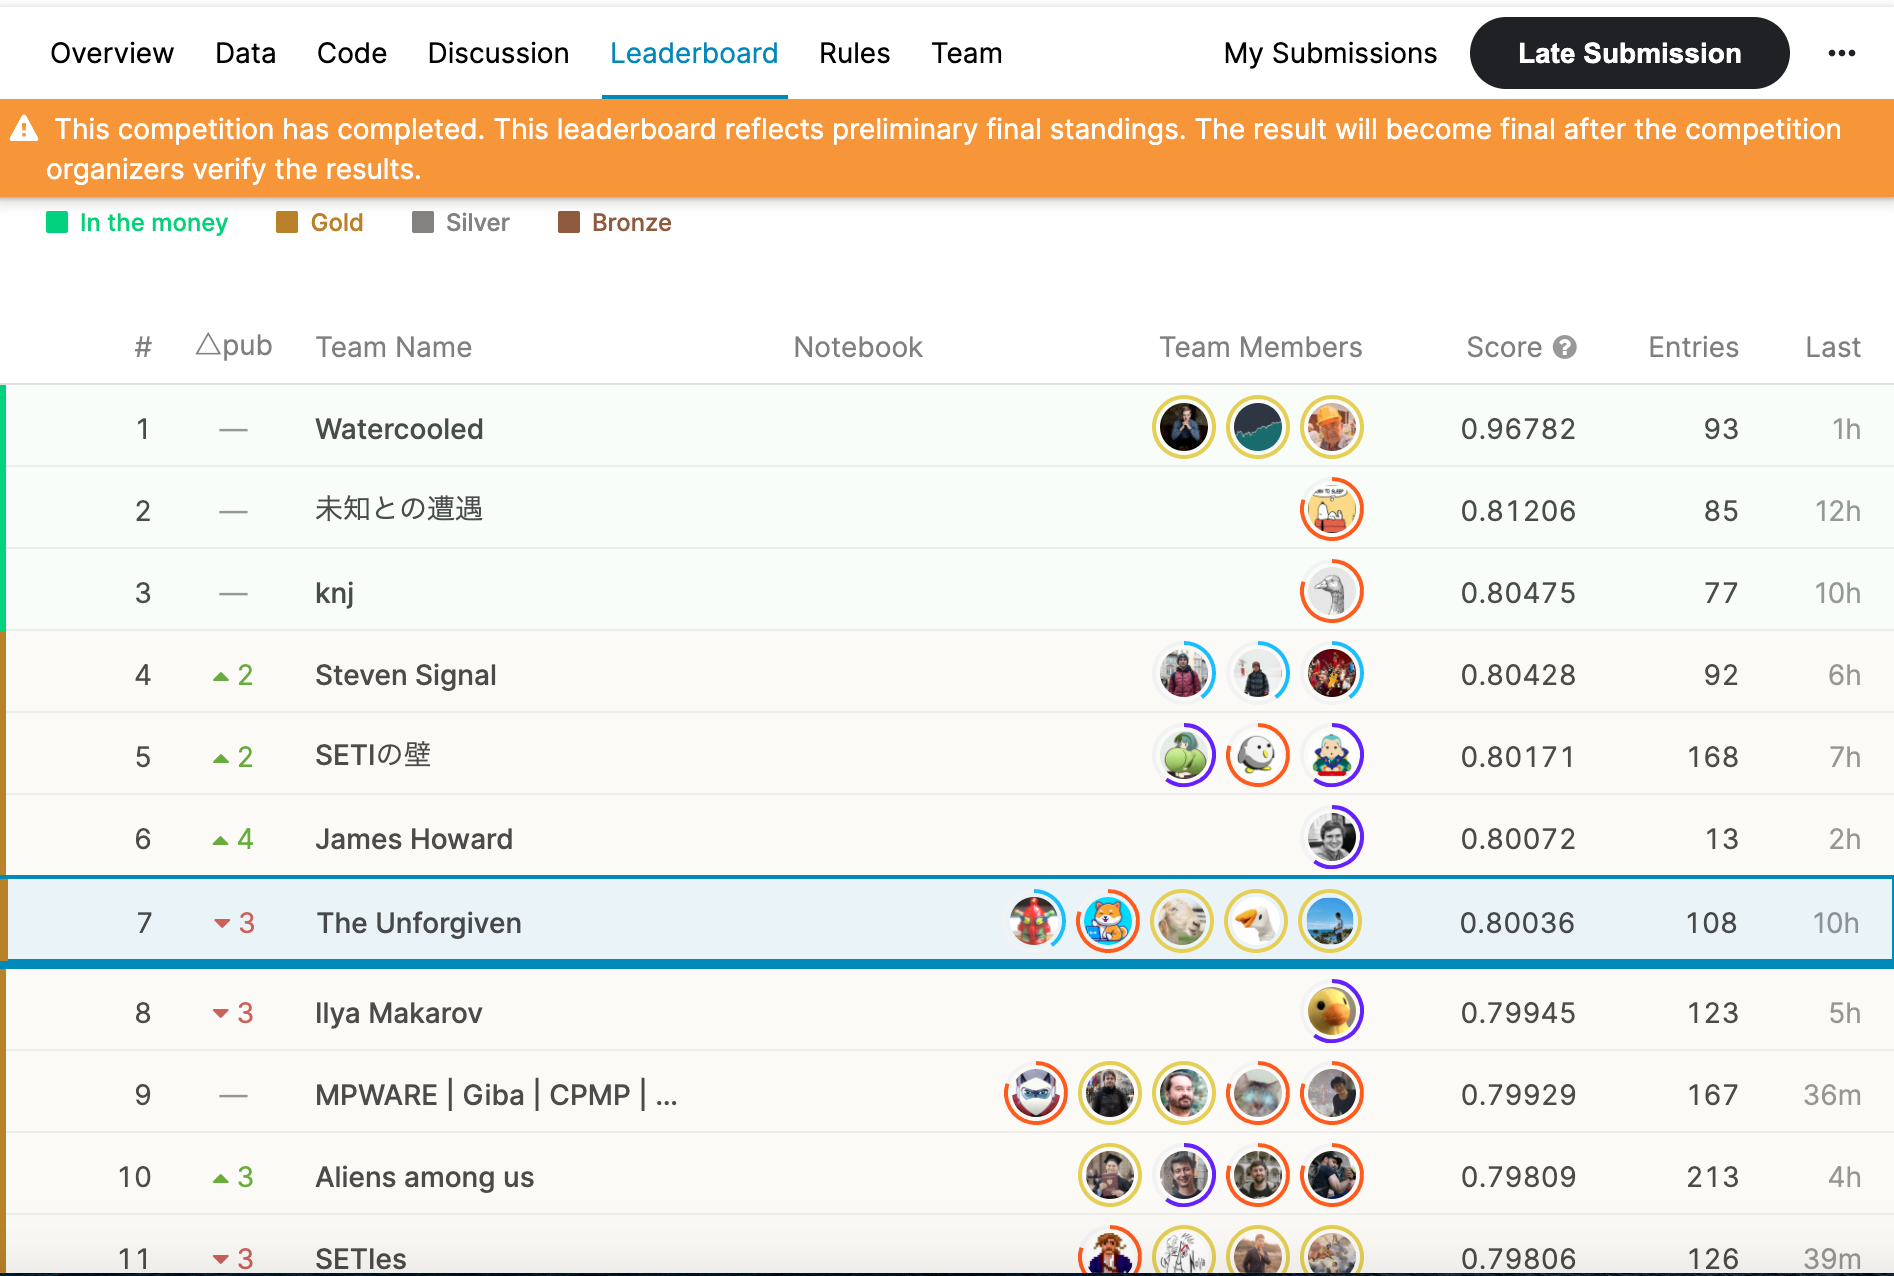 Overview Data Code Discussion Leaderboard Rules Team My Submissions Late Submission ...
This competition has completed. This leaderboard reflects preliminary final standings. The result will become final after the competition
organizers verify the results.
In the money Gold Silver Bronze
# △pub Team Name Notebook Team Members Score ? Entries Last
1 — Watercooled 0.96782 93 1h
2 — 未知との遭遇 0.81206 85 12h
3 — knj 0.80475 77 10h
4 ▲ 2 Steven Signal 0.80428 92 6h
5 ▲ 2 SETIの壁 0.80171 168 7h
6 ▲ 4 James Howard 0.80072 13 2h
7 ▼ 3 The Unforgiven 0.80036 108 10h
8 ▼ 3 Ilya Makarov 0.79945 123 5h
9 — MPWARE | Giba | CPMP | ... 0.79929 167 36m
10 ▲ 3 Aliens among us 0.79809 213 4h
11 ▼ 3 SETIes 0.79806 126 39m